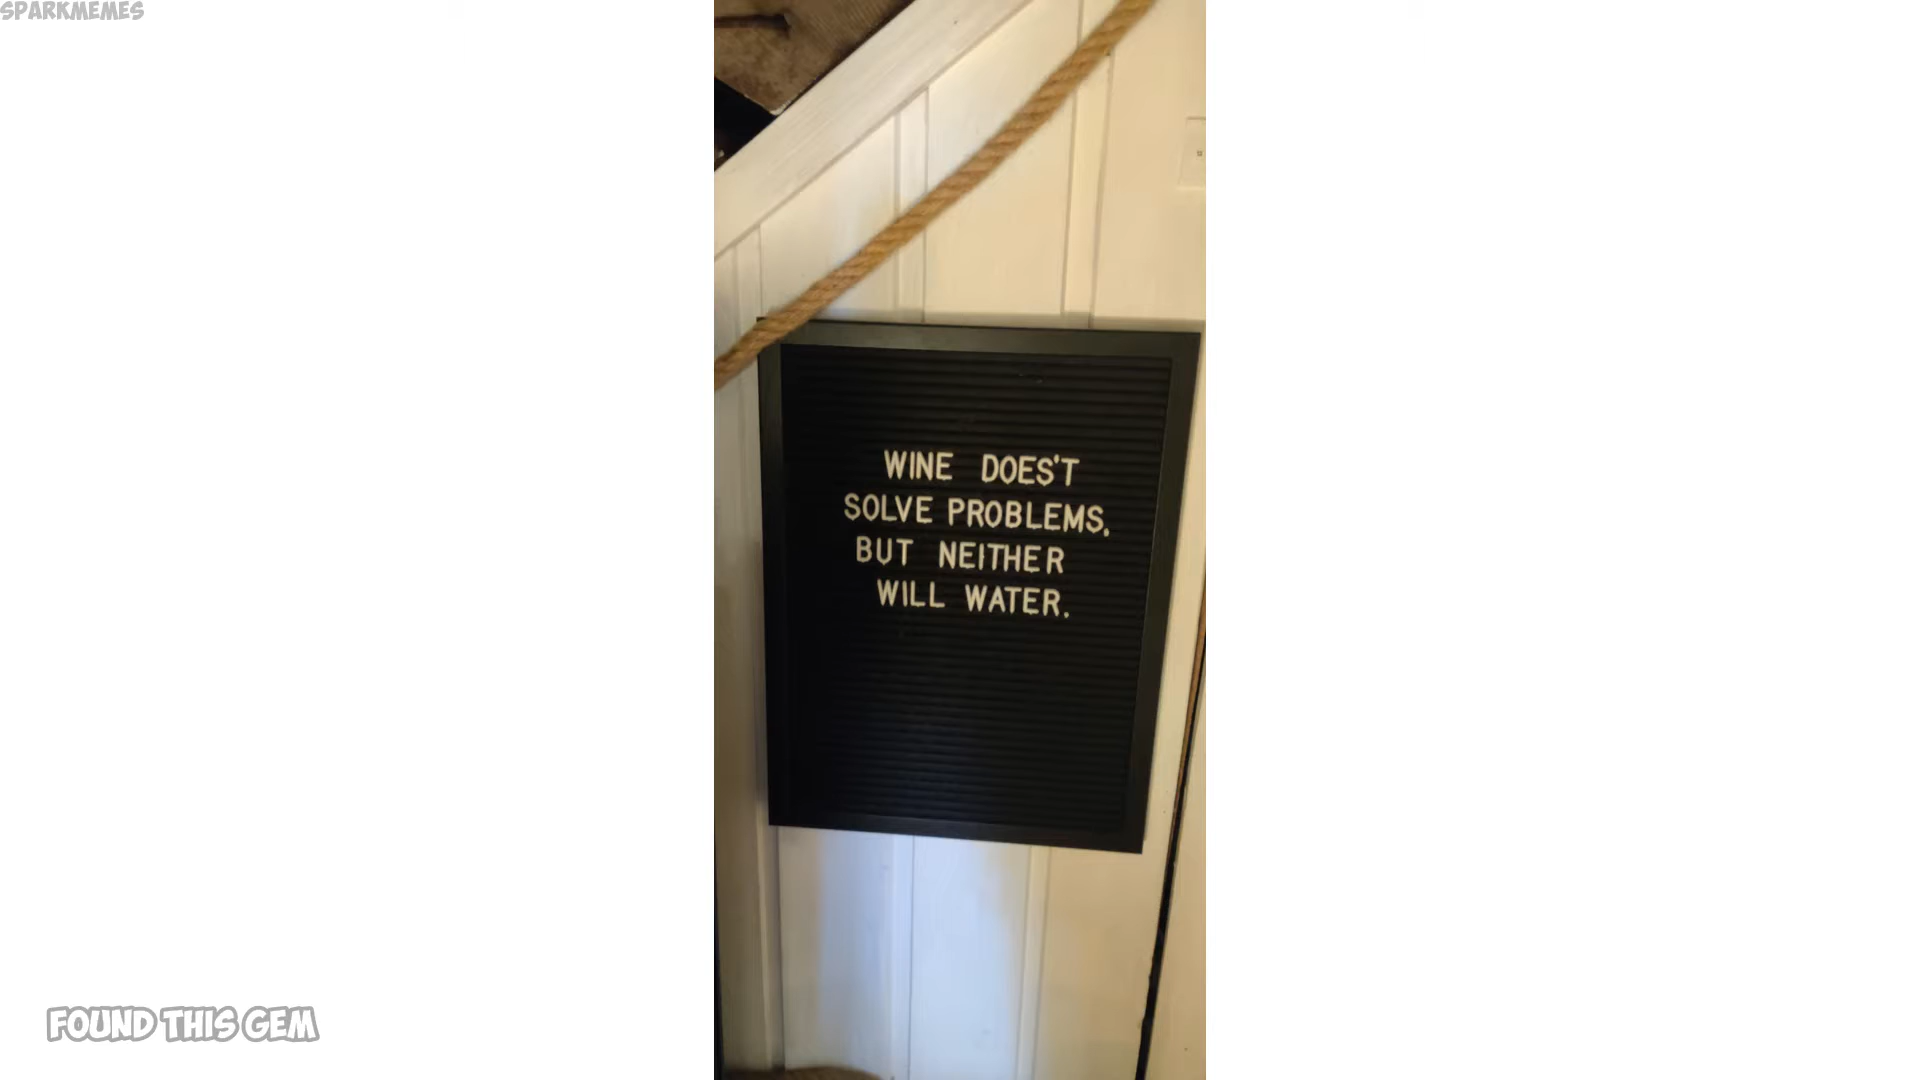 SPARKMEMES
WINE DOES'T
SOLVE PROBLEMS,
BUT NEITHER
WILL WATER.
FOUND THIS GEM